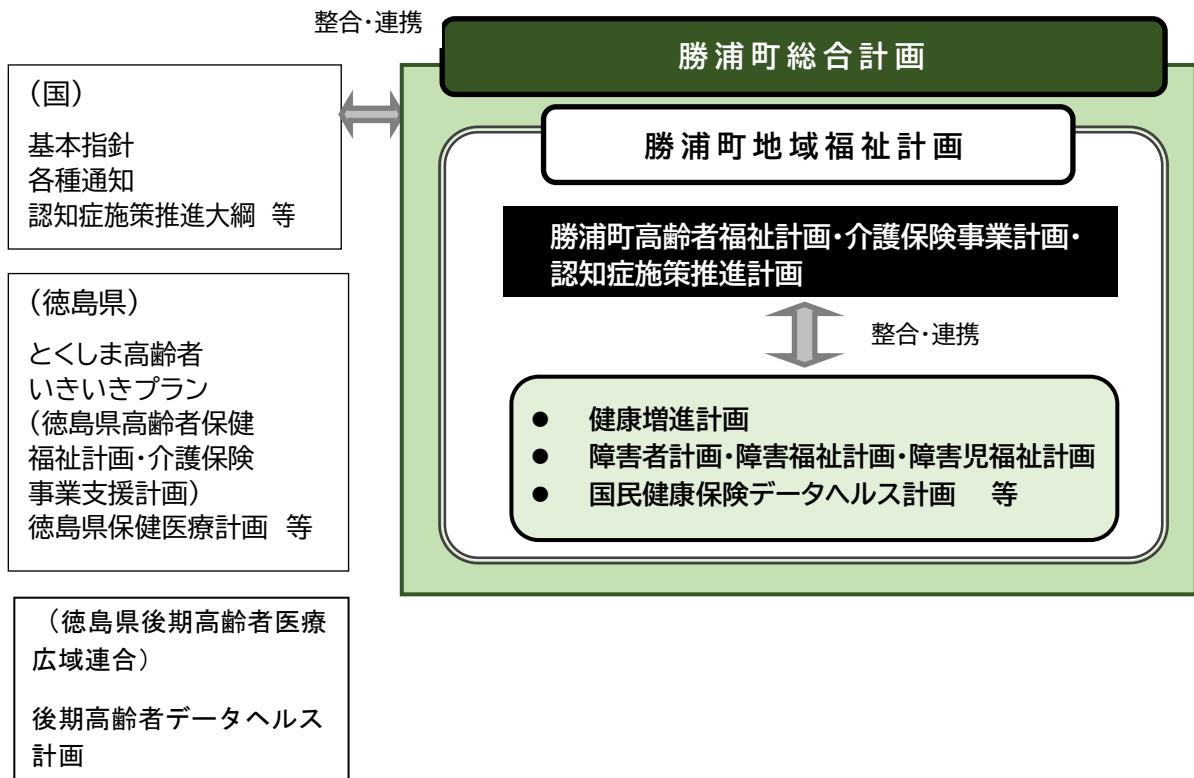 整合・連携
(国)
基本指針
各種通知
認知症施策推進大綱 等
(徳島県)
とくしま高齢者
いきいきプラン
(徳島県高齢者保健
福祉計画・介護保険
事業支援計画)
徳島県保健医療計画 等
(徳島県後期高齢者医療
広域連合)
後期高齢者データヘルス
計画
勝浦町総合計画
勝浦町地域福祉計画
勝浦町高齢者福祉計画・介護保険事業計画・
認知症施策推進計画
整合・連携
● 健康増進計画
● 障害者計画・障害福祉計画・障害児福祉計画
● 国民健康保険データヘルス計画 等